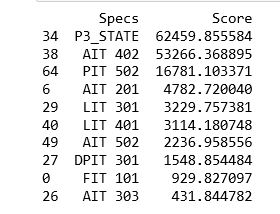 Specs Score
34 P3_STATE 62459.855584
38 AIT 402 53266.368895
64 PIT 502 16781.103371
6 AIT 201 4782.720040
29 LIT 301 3229.757381
40 LIT 401 3114.180748
49 AIT 502 2236.958556
27 DPIT 301 1548.854484
0 FIT 101 929.827097
26 AIT 303 431.844782